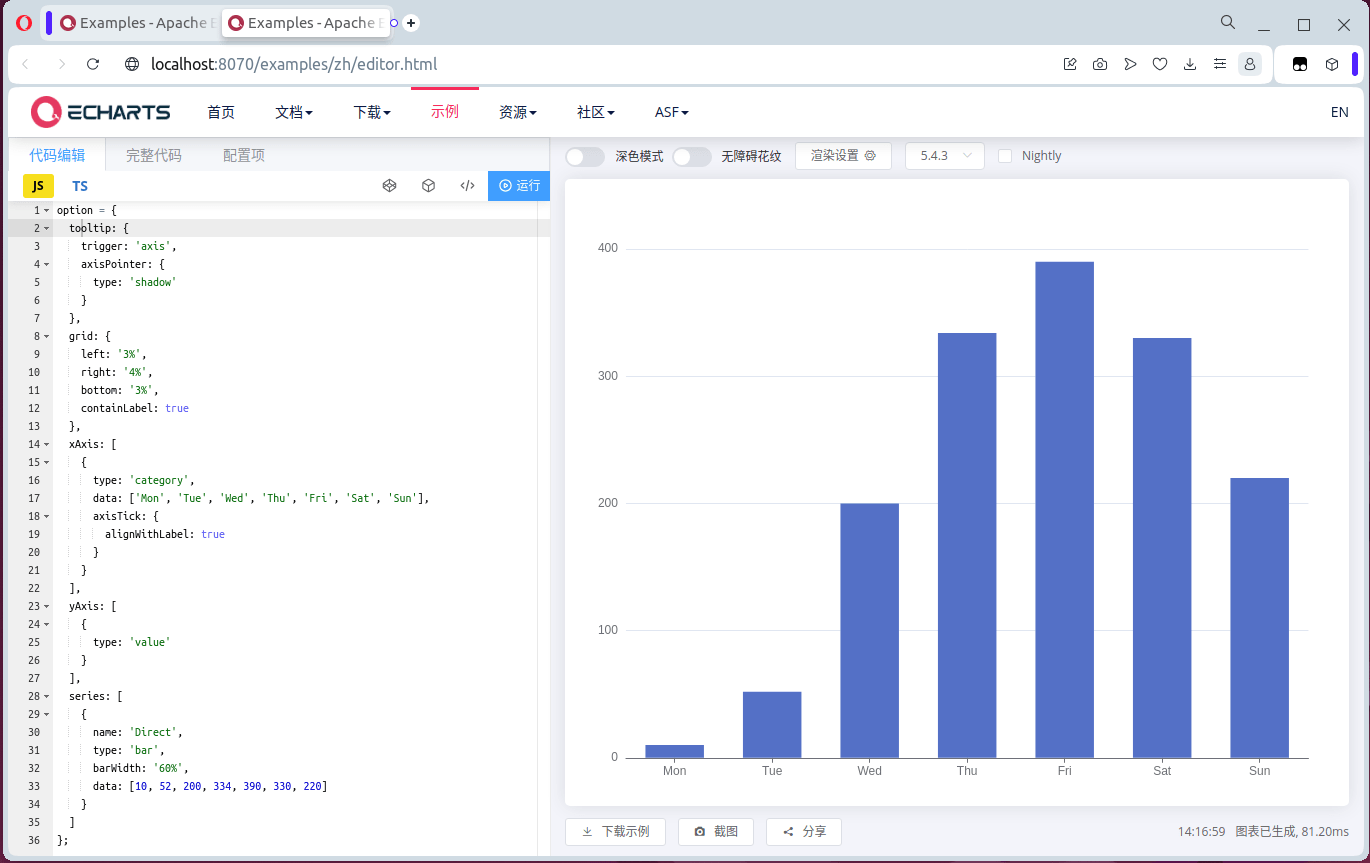 Examples - Apache E
Examples - Apache E
localhost:8070/examples/zh/editor.html
ECHARTS
首页
文档
下载
示例
资源
社区
ASF
EN
代码编辑
完整代码
配置项
深色模式
无障碍花纹
渲染设置
5.4.3
Nightly
JS
TS
运行
1 option = {
2 tooltip: {
3 trigger: 'axis',
4 axisPointer: {
5 type: 'shadow'
6 }
7 },
8 grid: {
9 left: '3%',
10 right: '4%',
11 bottom: '3%',
12 containLabel: true
13 },
14 xAxis: [
15 {
16 type: 'category',
17 data: ['Mon', 'Tue', 'Wed', 'Thu', 'Fri', 'Sat', 'Sun'],
18 axisTick: {
19 alignWithLabel: true
20 }
21 }
22 ],
23 yAxis: [
24 {
25 type: 'value'
26 }
27 ],
28 series: [
29 {
30 name: 'Direct',
31 type: 'bar',
32 barWidth: '60%',
33 data: [10, 52, 200, 334, 390, 330, 220]
34 }
35 ]
36 };
400
300
200
100
0
Mon Tue Wed Thu Fri Sat Sun
下载示例
截图
分享
14:16:59 图表已生成, 81.20ms